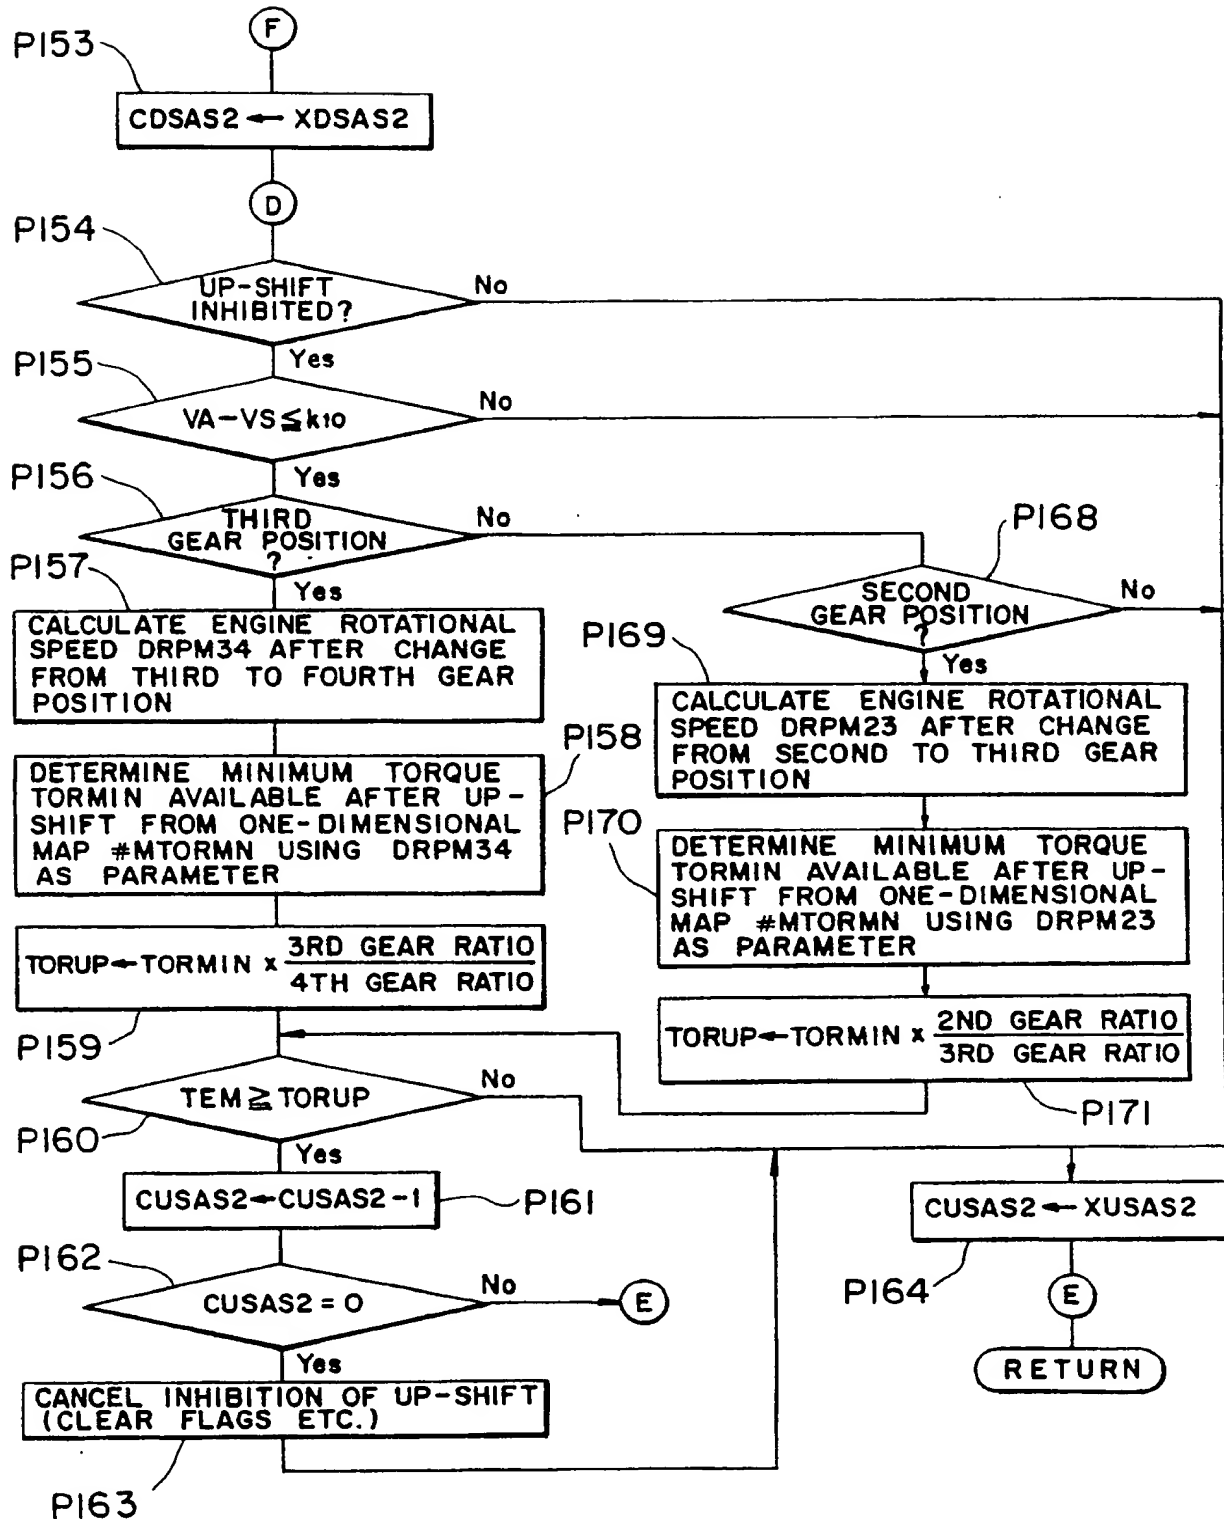 F
P153
CDSAS2 ← XDSAS2
D
P154
UP-SHIFT
INHIBITED?
No
Yes
P155
VA-VS ≦ k10
No
Yes
P156
THIRD
GEAR POSITION
?
No
Yes
P157
CALCULATE ENGINE ROTATIONAL
SPEED DRPM34 AFTER CHANGE
FROM THIRD TO FOURTH GEAR
POSITION
P158
DETERMINE MINIMUM TORQUE
TORMIN AVAILABLE AFTER UP-
SHIFT FROM ONE-DIMENSIONAL
MAP #MTORMN USING DRPM34
AS PARAMETER
TORUP ← TORMIN × 3RD GEAR RATIO
4TH GEAR RATIO
P159
P168
SECOND
GEAR POSITION
?
No
Yes
P169
CALCULATE ENGINE ROTATIONAL
SPEED DRPM23 AFTER CHANGE
FROM SECOND TO THIRD GEAR
POSITION
P170
DETERMINE MINIMUM TORQUE
TORMIN AVAILABLE AFTER UP-
SHIFT FROM ONE-DIMENSIONAL
MAP #MTORMN USING DRPM23
AS PARAMETER
TORUP ← TORMIN × 2ND GEAR RATIO
3RD GEAR RATIO
P171
TEM ≧ TORUP
No
P160
Yes
CUSAS2 ← CUSAS2 - 1
P161
P162
CUSAS2 = 0
No
E
Yes
CANCEL INHIBITION OF UP-SHIFT
(CLEAR FLAGS ETC.)
P163
CUSAS2 ← XUSAS2
P164
E
RETURN